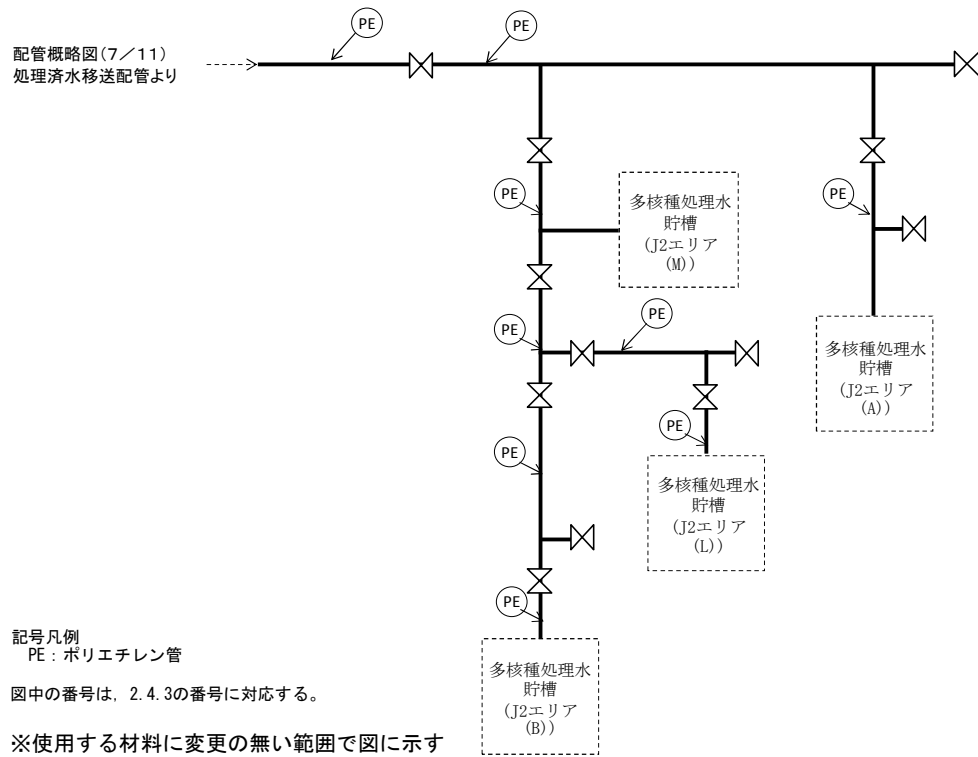 PE
PE
配管概略図(7/11)
処理済水移送配管より
PE
PE
多核種処理水
貯槽
(J2エリア
(M))
PE
PE
多核種処理水
貯槽
(J2エリア
(A))
PE
PE
多核種処理水
貯槽
(J2エリア
(L))
PE
記号凡例
PE：ポリエチレン管
多核種処理水
貯槽
(J2エリア
(B))
図中の番号は, 2.4.3の番号に対応する。
※使用する材料に変更の無い範囲で図に示す